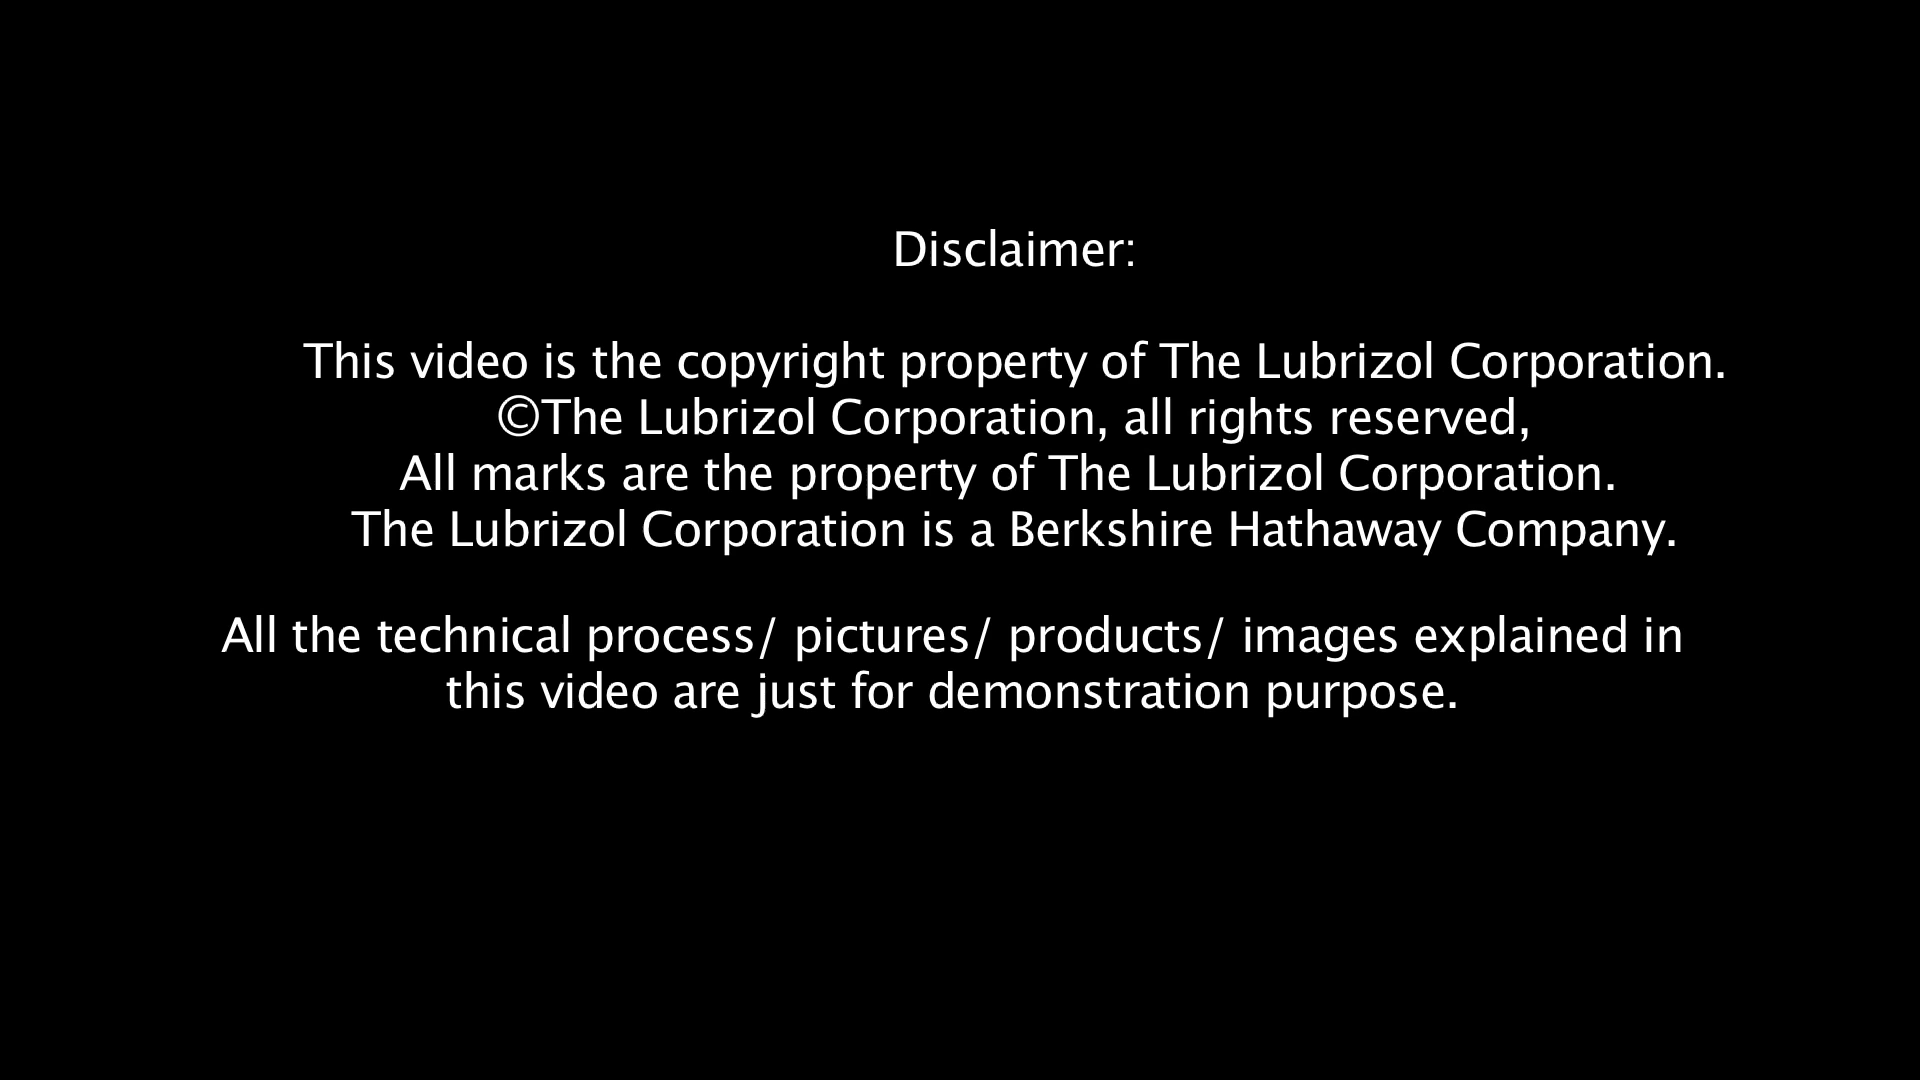 Disclaimer:
This video is the copyright property of The Lubrizol Corporation.
©The Lubrizol Corporation, all rights reserved,
All marks are the property of The Lubrizol Corporation.
The Lubrizol Corporation is a Berkshire Hathaway Company.
All the technical process/ pictures/ products/ images explained in
this video are just for demonstration purpose.